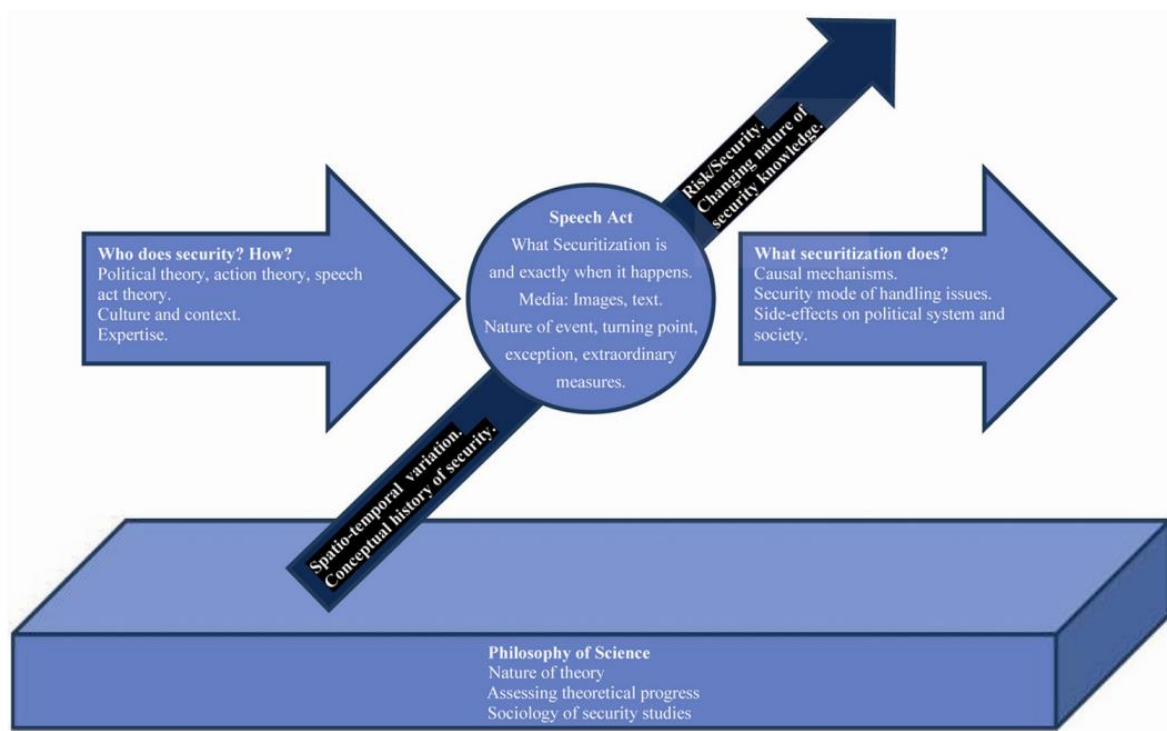 Risk/Security.
Changing nature of
security knowledge.
Who does security? How?
Political theory, action theory, speech
act theory.
Culture and context.
Expertise.
Speech Act
What Securitization is
and exactly when it happens.
Media: Images, text.
Nature of event, turning point,
exception, extraordinary
measures.
What securitization does?
Causal mechanisms.
Security mode of handling issues.
Side-effects on political system and
society.
Spatio-temporal variation.
Conceptual history of security.
Philosophy of Science
Nature of theory
Assessing theoretical progress
Sociology of security studies